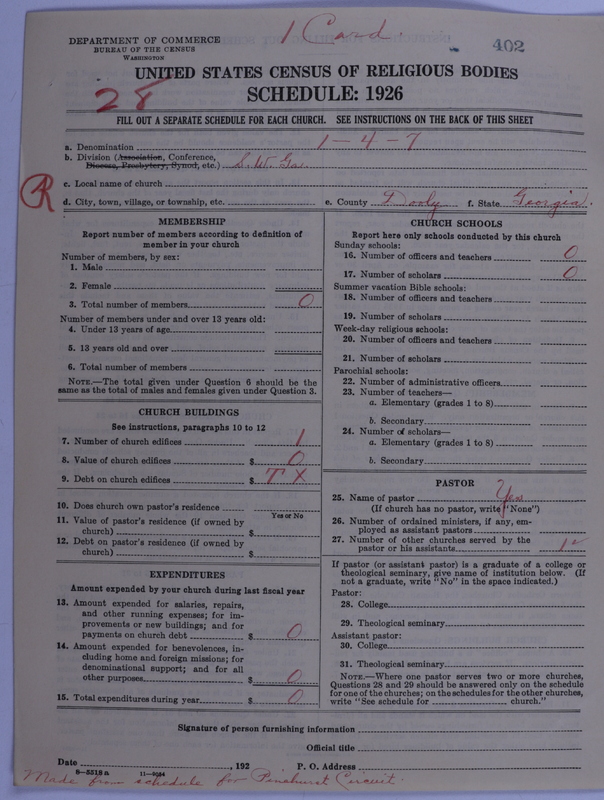 DEPARTMENT OF COMMERCE
BUREAU OF THE CENSUS
WASHINGTON
1 Card.
402
UNITED STATES CENSUS OF RELIGIOUS BODIES
28
SCHEDULE: 1926
FILL OUT A SEPARATE SCHEDULE FOR EACH CHURCH. SEE INSTRUCTIONS ON THE BACK OF THIS SHEET
a. Denomination 1-4-7
b. Division (Association, Conference,
Diocese, Presbytery, Synod, etc.) S. W. Ga.
c. Local name of church
R
d. City, town, village, or township, etc. e. County Dooly f. State Georgia.
MEMBERSHIP
Report number of members according to definition of
member in your church
Number of members, by sex:
1. Male
2. Female
3. Total number of members 0
Number of members under and over 13 years old:
4. Under 13 years of age
5. 13 years old and over
6. Total number of members
NOTE.—The total given under Question 6 should be the
same as the total of males and females given under Question 3.
CHURCH BUILDINGS
See instructions, paragraphs 10 to 12
7. Number of church edifices 1
8. Value of church edifices $ 0
9. Debt on church edifices $ T X
10. Does church own pastor's residence
Yes or No
11. Value of pastor's residence (if owned by
church) $
12. Debt on pastor's residence (if owned by
church) $
EXPENDITURES
Amount expended by your church during last fiscal year
13. Amount expended for salaries, repairs,
and other running expenses; for im-
provements or new buildings; and for
payments on church debt $ 0
14. Amount expended for benevolences, in-
cluding home and foreign missions; for
denominational support; and for all
other purposes $ 0
15. Total expenditures during year $ 0
CHURCH SCHOOLS
Report here only schools conducted by this church
Sunday schools:
16. Number of officers and teachers 0
17. Number of scholars 0
Summer vacation Bible schools:
18. Number of officers and teachers
19. Number of scholars
Week-day religious schools:
20. Number of officers and teachers
21. Number of scholars
Parochial schools:
22. Number of administrative officers
23. Number of teachers—
a. Elementary (grades 1 to 8)
b. Secondary
24. Number of scholars—
a. Elementary (grades 1 to 8)
b. Secondary
PASTOR
25. Name of pastor Yes
(If church has no pastor, write "None")
26. Number of ordained ministers, if any, em-
ployed as assistant pastors
27. Number of other churches served by the
pastor or his assistants
If pastor (or assistant pastor) is a graduate of a college or
theological seminary, give name of institution below. (If
not a graduate, write "No" in the space indicated.)
Pastor:
28. College
29. Theological seminary
Assistant pastor:
30. College
31. Theological seminary
NOTE.—Where one pastor serves two or more churches,
Questions 28 and 29 should be answered only on the schedule
for one of the churches; on the schedules for the other churches,
write "See schedule for church."
Signature of person furnishing information
Official title
Date , 192 P. O. Address
8—5518 a 11—9054
Made from schedule for Pinehurst Circuit.